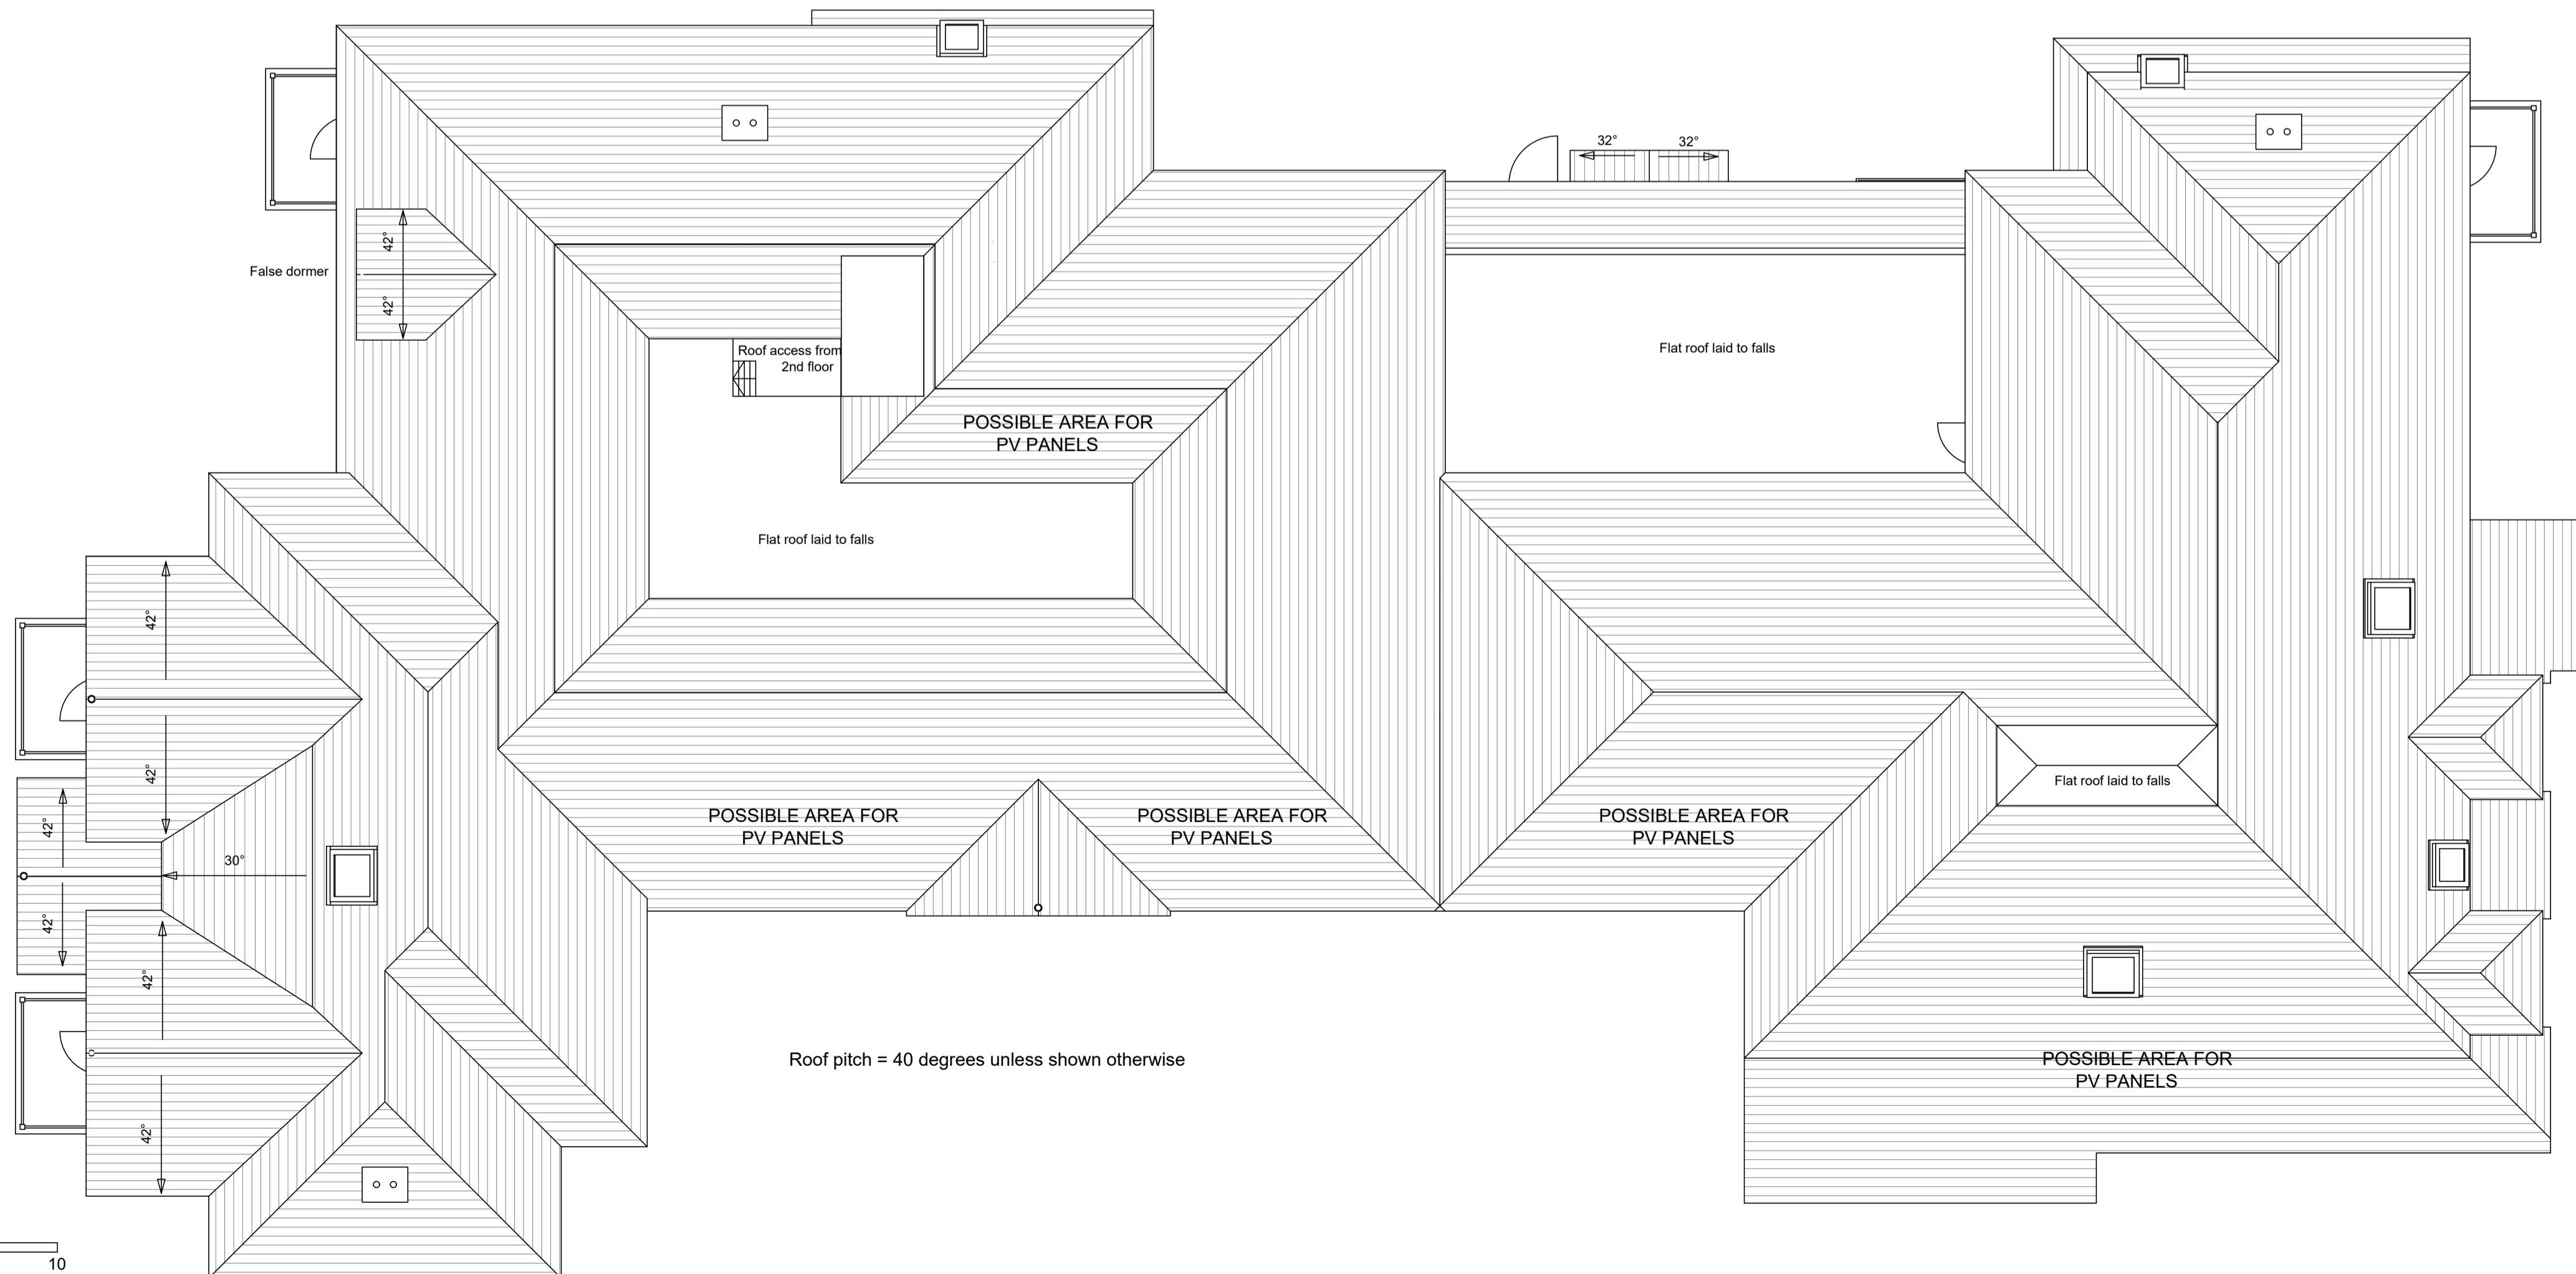 32°
32°
42°
False dormer
42°
Roof access from
2nd floor
Flat roof laid to falls
POSSIBLE AREA FOR
PV PANELS
Flat roof laid to falls
42°
42°
Flat roof laid to falls
42°
POSSIBLE AREA FOR
PV PANELS
POSSIBLE AREA FOR
PV PANELS
POSSIBLE AREA FOR
PV PANELS
30°
42°
42°
Roof pitch = 40 degrees unless shown otherwise
POSSIBLE AREA FOR
PV PANELS
42°
10